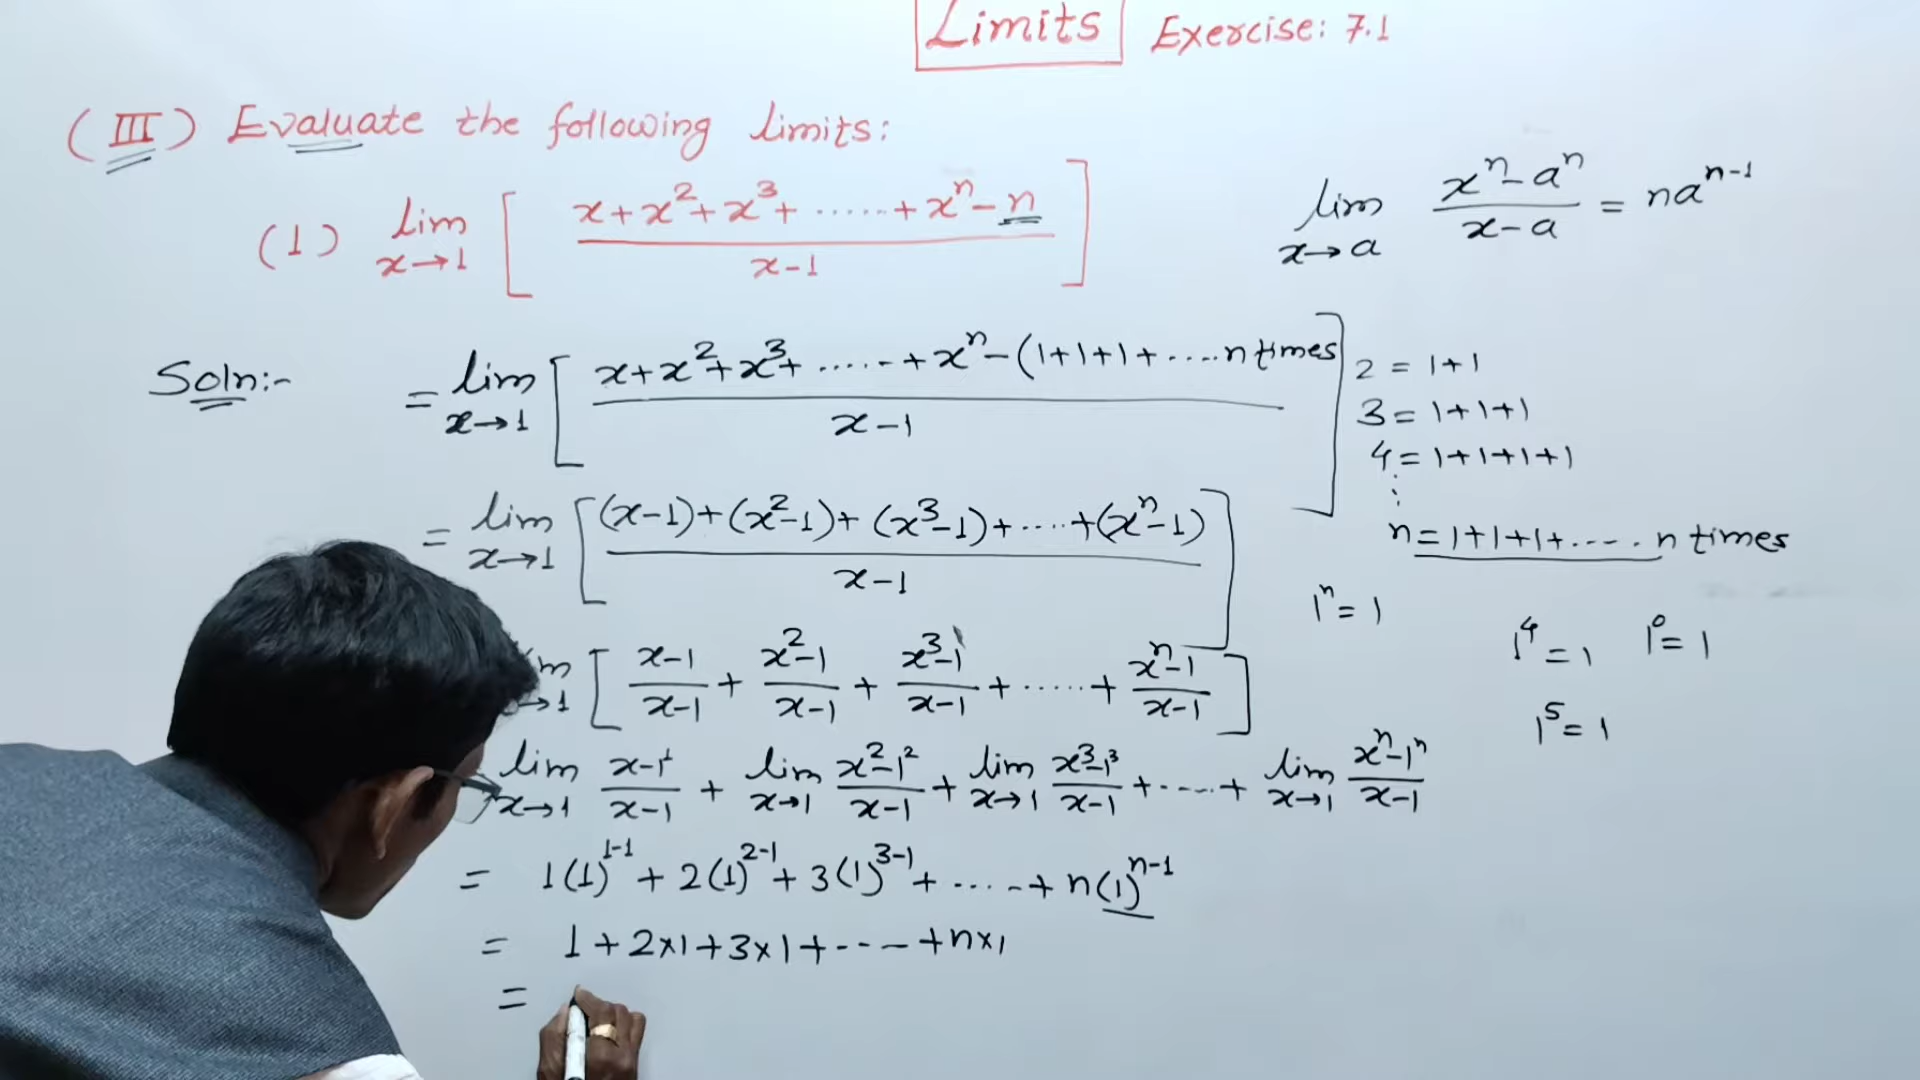 Limits Exercise: 7.1
(III) Evaluate the following limits:
(1) lim x→1 [ x+x²+x³+ ...... + xⁿ-n / x-1 ]
lim x→a xⁿ-aⁿ / x-a = na^(n-1)
Soln:- = lim x→1 [ x+x²+x³+ ...... + xⁿ-(1+1+1+....n times / x-1 ]
2 = 1+1
3 = 1+1+1
4 = 1+1+1+1
n = 1+1+1+..... n times
= lim x→1 [ (x-1)+(x²-1)+(x³-1)+....+(xⁿ-1) / x-1 ]
1ⁿ = 1
1⁴ = 1 1⁰ = 1
1⁵ = 1
→1 [ x-1 / x-1 + x²-1 / x-1 + x³-1 / x-1 + ...... + xⁿ-1 / x-1 ]
lim x→1 x-1¹ / x-1 + lim x→1 x²-1² / x-1 + lim x→1 x³-1³ / x-1 + ..... + lim x→1 xⁿ-1ⁿ / x-1
= 1(1)^(1-1) + 2(1)^(2-1) + 3(1)^(3-1) + ..... + n(1)^(n-1)
= 1 + 2×1 + 3×1 + ..... + n×1
=